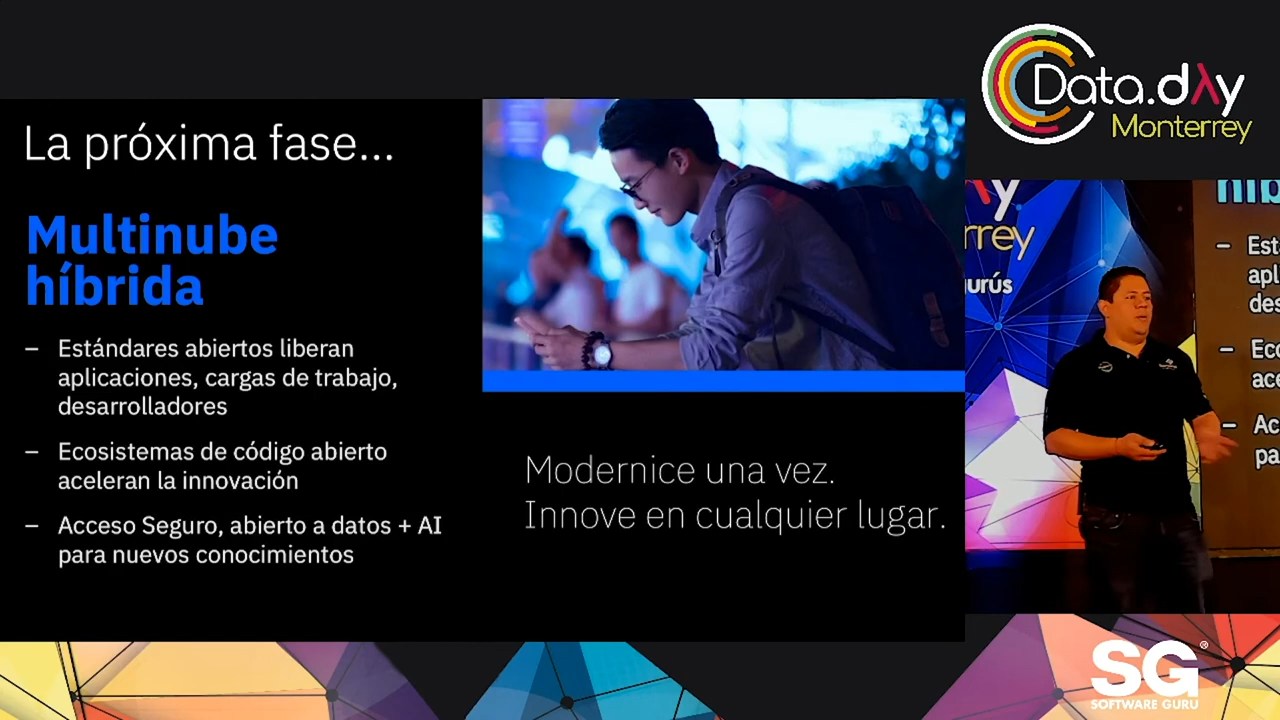 La próxima fase...
Multinube
híbrida
– Estándares abiertos liberan
aplicaciones, cargas de trabajo,
desarrolladores
– Ecosistemas de código abierto
aceleran la innovación
– Acceso Seguro, abierto a datos + AI
para nuevos conocimientos
Modernice una vez.
Innove en cualquier lugar.
Data.dλy
Monterrey
SG®
SOFTWARE GURU